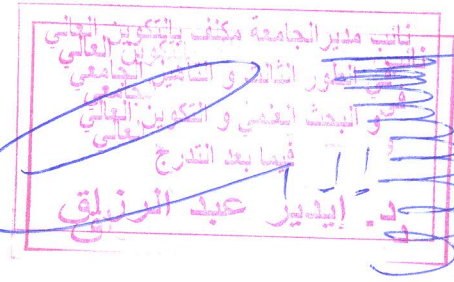 نائب مدير الجامعة مكلف بالتكوين العالي
في الطور الثالث و التأهيل الجامعي
و البحث العلمي و التكوين العالي
فيما بعد التدرج
د. إيدير عبد الرزاق